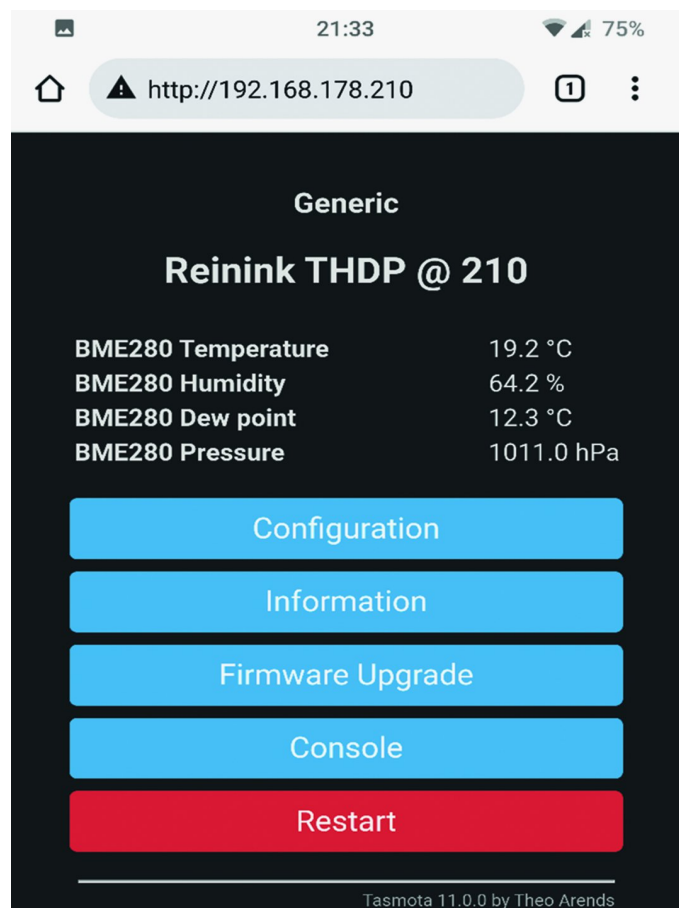 21:33 75%
http://192.168.178.210 1
Generic
Reinink THDP @ 210
BME280 Temperature 19.2 °C
BME280 Humidity 64.2 %
BME280 Dew point 12.3 °C
BME280 Pressure 1011.0 hPa
Configuration
Information
Firmware Upgrade
Console
Restart
Tasmota 11.0.0 by Theo Arends